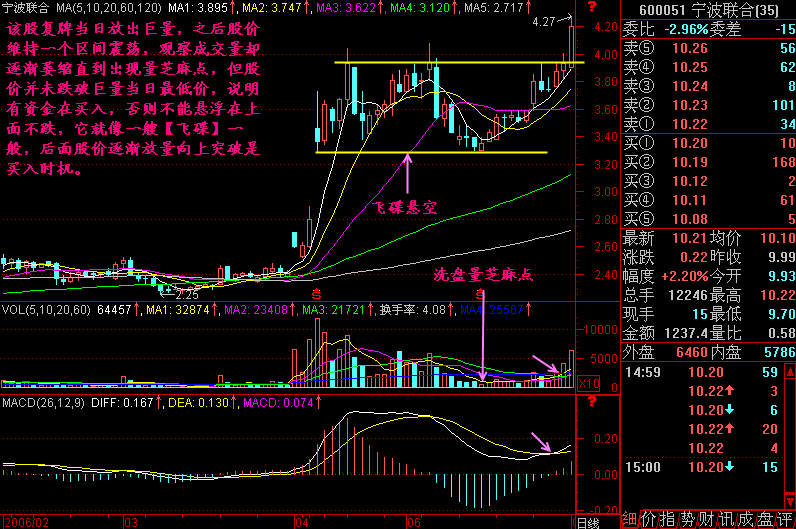 宁波联合 MA(5,10,20,60,120) MA1: 3.895↑, MA2: 3.747↑, MA3: 3.622↑, MA4: 3.120↑, MA5: 2.717↑
该股复牌当日放出巨量，之后股价
维持一个区间震荡，观察成交量却
逐渐萎缩直到出现量芝麻点，但股
价并未跌破巨量当日最低价，说明
有资金在买入，否则不能悬浮在上
面不跌，它就像一般【飞碟】一
般，后面股价逐渐放量向上突破是
买入时机。
4.27
?
4.20
4.00
3.80
3.60
3.40
3.20
3.00
2.80
2.60
2.40
飞碟悬空
洗盘量芝麻点
2.25
VOL(5,10,20,60) 64457↑, MA1: 32874↑, MA2: 23408↑, MA3: 21721↑, 换手率: 4.08↑, MA4: 25567↑
10000
5000
X10
0
MACD(26,12,9) DIFF: 0.167↑, DEA: 0.130↑, MACD: 0.074↑
?
0.20
0.00
-0.20
2006/02 03 04 06 日线
600051 宁波联合(35)
委比 -2.96% 委差 -15
卖⑤ 10.26 56
卖④ 10.25 62
卖③ 10.24 8
卖② 10.23 101
卖① 10.22 34
买① 10.20 10
买② 10.19 168
买③ 10.12 2
买④ 10.11 61
买⑤ 10.08 5
最新 10.21 均价 10.10
涨跌 0.22 昨收 9.99
幅度 +2.20% 今开 9.93
总手 12246 最高 10.22
现手 15 最低 9.70
金额 1237.4 量比 0.58
外盘 6460 内盘 5786
14:59 10.20 59
10.22↑ 3
10.20↓ 6
10.22↑ 20
10.22 4
15:00 10.20↓ 15
细 价 指 势 财 讯 成 盘 评